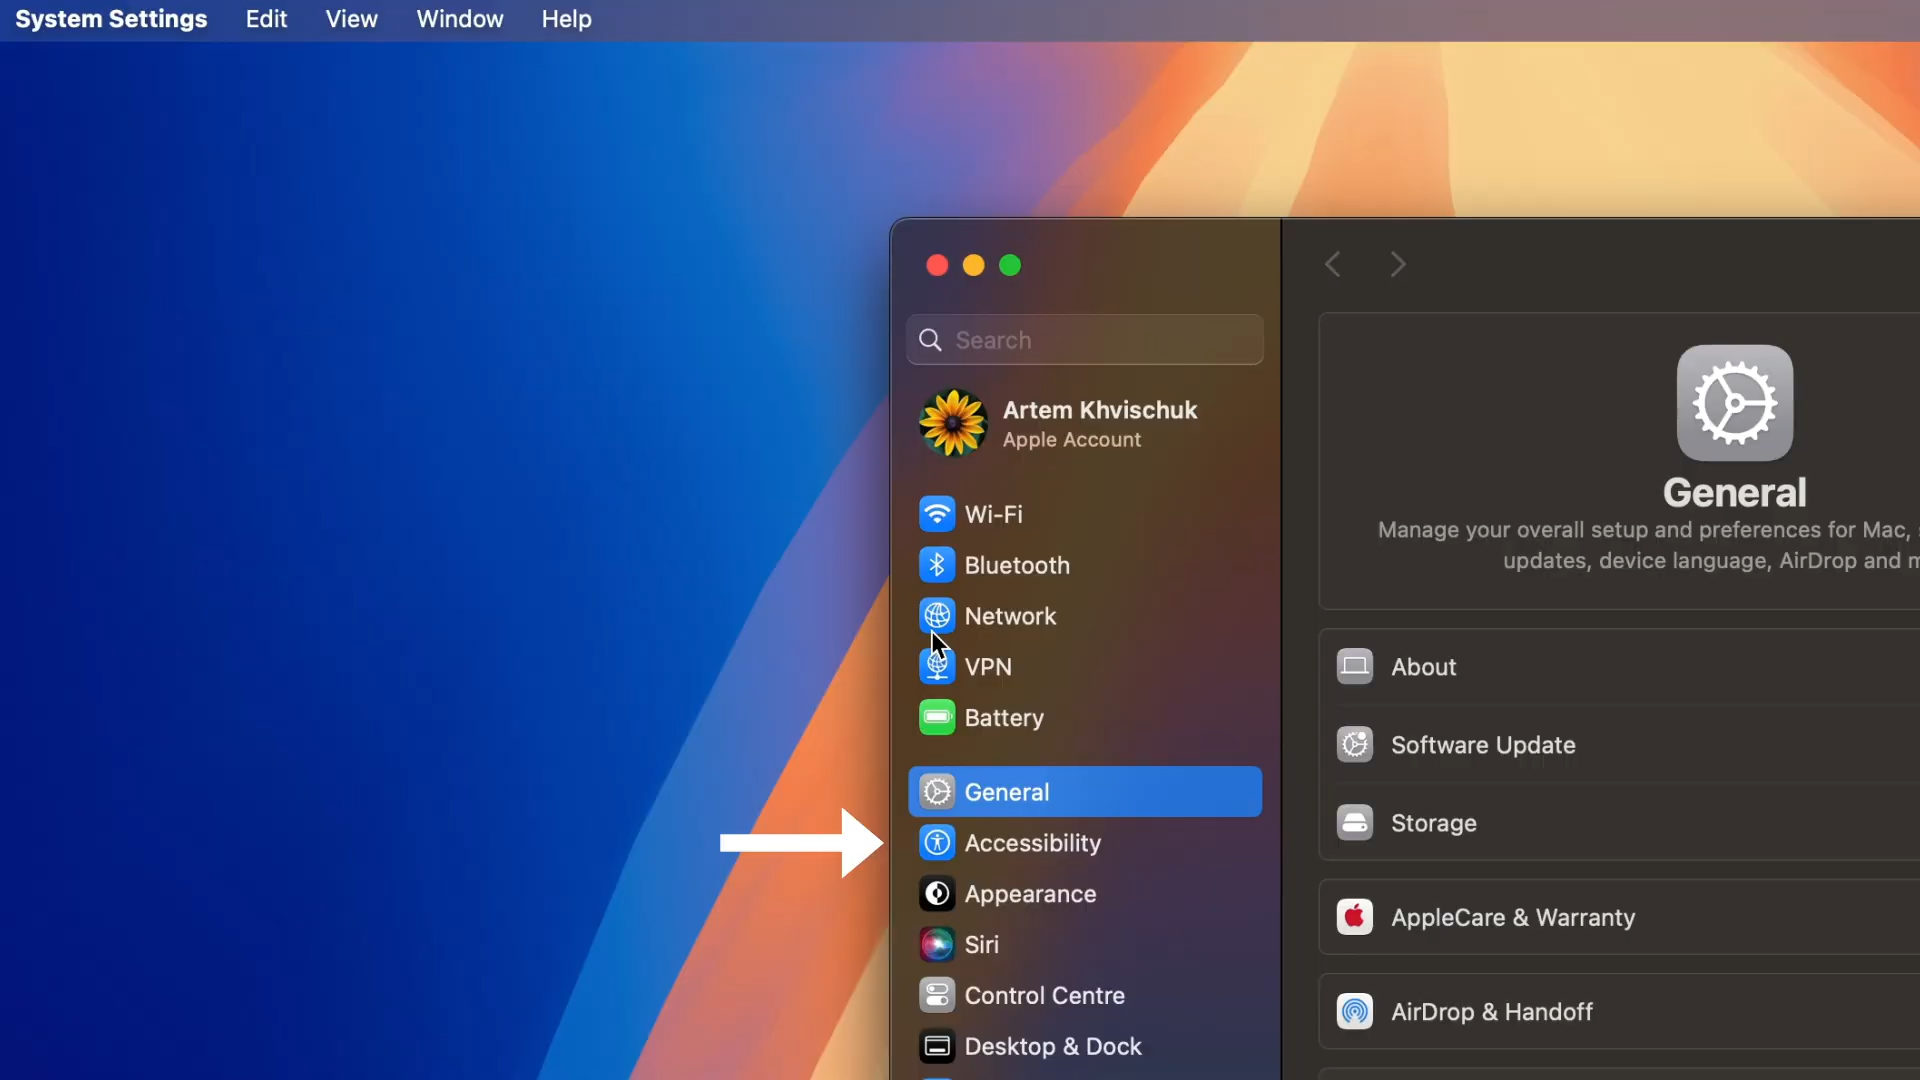 System Settings Edit View Window Help
Search
Artem Khvischuk
Apple Account
Wi-Fi
Bluetooth
Network
VPN
Battery
General
Accessibility
Appearance
Siri
Control Centre
Desktop & Dock
General
Manage your overall setup and preferences for Mac,
updates, device language, AirDrop and
About
Software Update
Storage
AppleCare & Warranty
AirDrop & Handoff